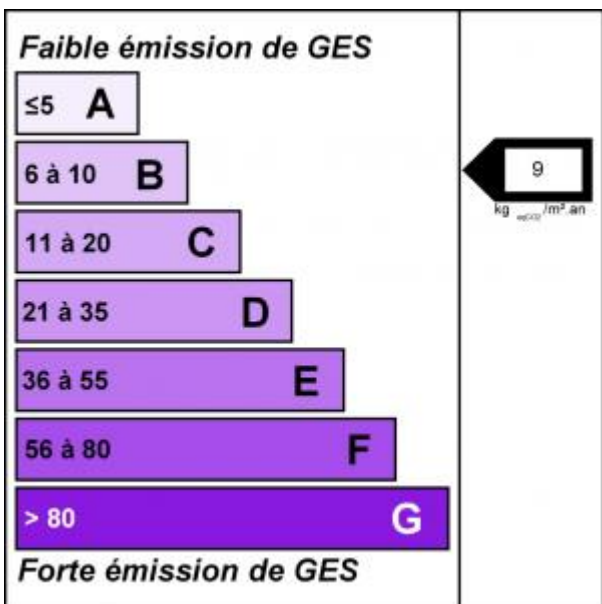 Faible émission de GES
≤5 A
6 à 10 B
9
kg eqCO2 /m².an
11 à 20 C
21 à 35 D
36 à 55 E
56 à 80 F
> 80 G
Forte émission de GES